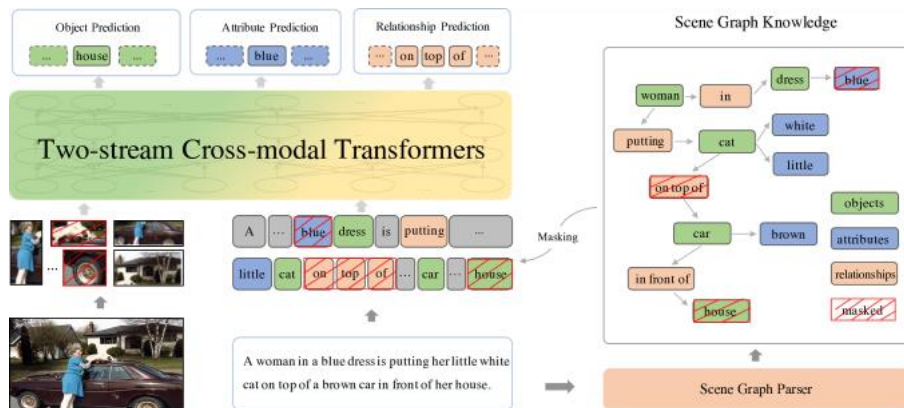 Object Prediction
... house ...
Attribute Prediction
... blue ...
Relationship Prediction
... on top of ...
Two-stream Cross-modal Transformers
A ... blue dress is putting ...
little cat on top of ... car ... house
...
A woman in a blue dress is putting her little white
cat on top of a brown car in front of her house.
Masking
Scene Graph Knowledge
woman
in
dress
blue
putting
cat
white
little
on top of
car
brown
in front of
house
objects
attributes
relationships
masked
Scene Graph Parser